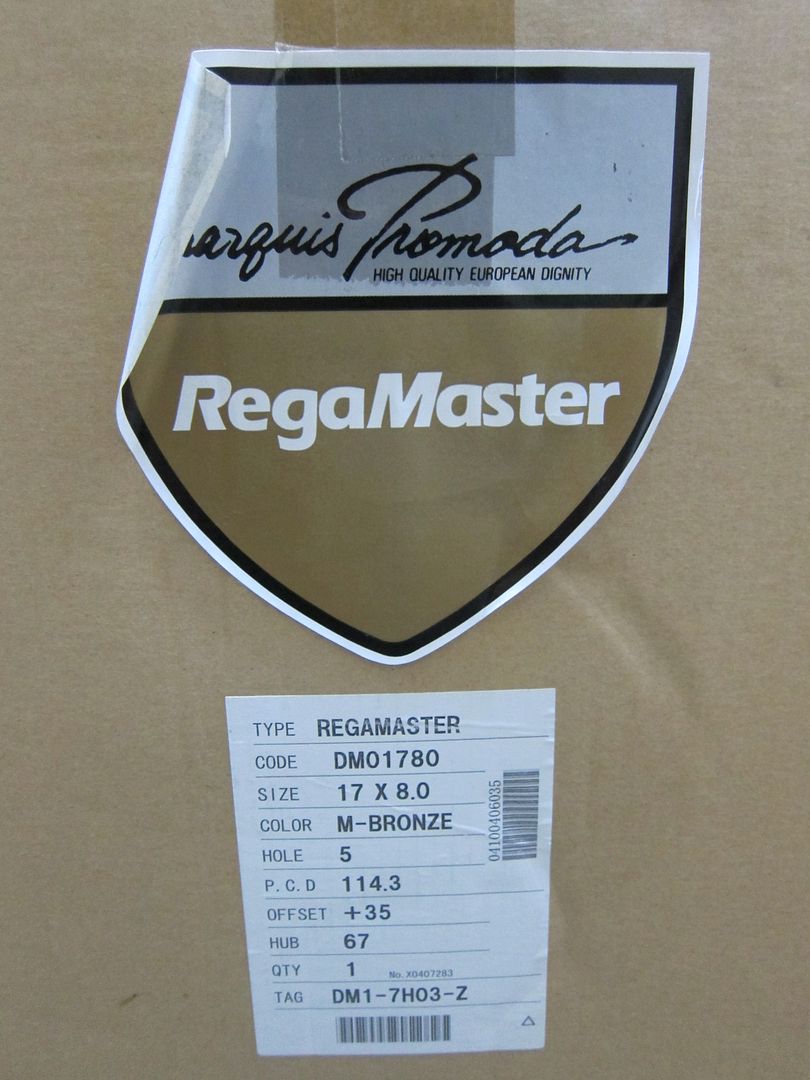 arquis Promoda
HIGH QUALITY EUROPEAN DIGNITY
RegaMaster
TYPE REGAMASTER
CODE DM01780
SIZE 17 X 8.0
COLOR M-BRONZE
HOLE 5
P.C.D 114.3
OFFSET +35
HUB 67
QTY 1 No. X0407283
TAG DM1-7H03-Z
04100406035